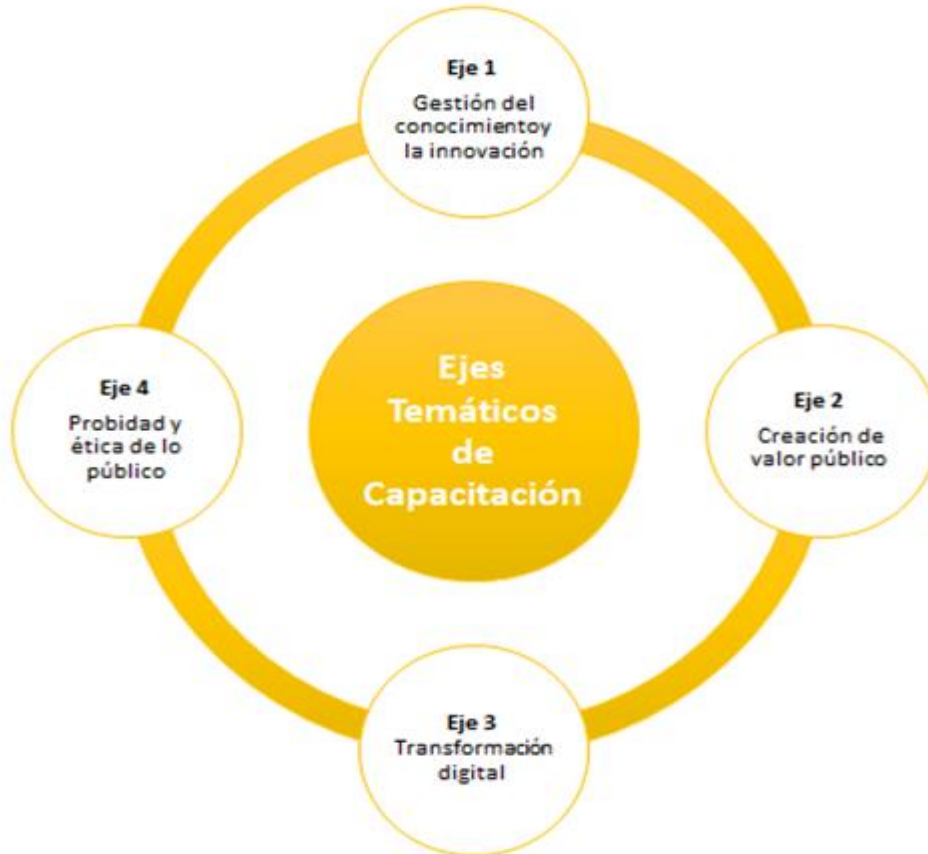 Eje 1
Gestión del
conocimientoy
la innovación
Eje 4
Probidad y
ética de lo
público
Ejes
Temáticos
de
Capacitación
Eje 2
Creación de
valor público
Eje 3
Transformación
digital